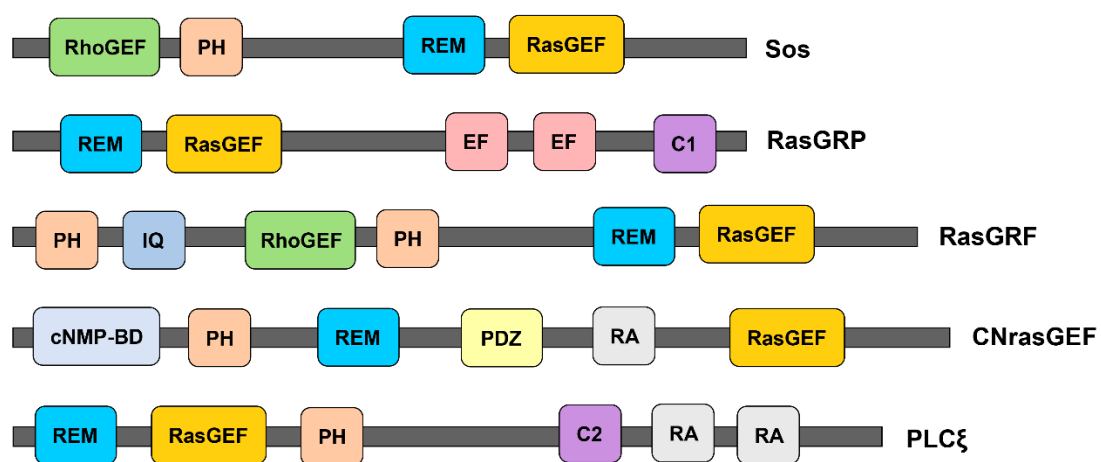 RhoGEF PH REM RasGEF Sos
REM RasGEF EF EF C1 RasGRP
PH IQ RhoGEF PH REM RasGEF RasGRF
cNMP-BD PH REM PDZ RA RasGEF CNrasGEF
REM RasGEF PH C2 RA RA PLCξ